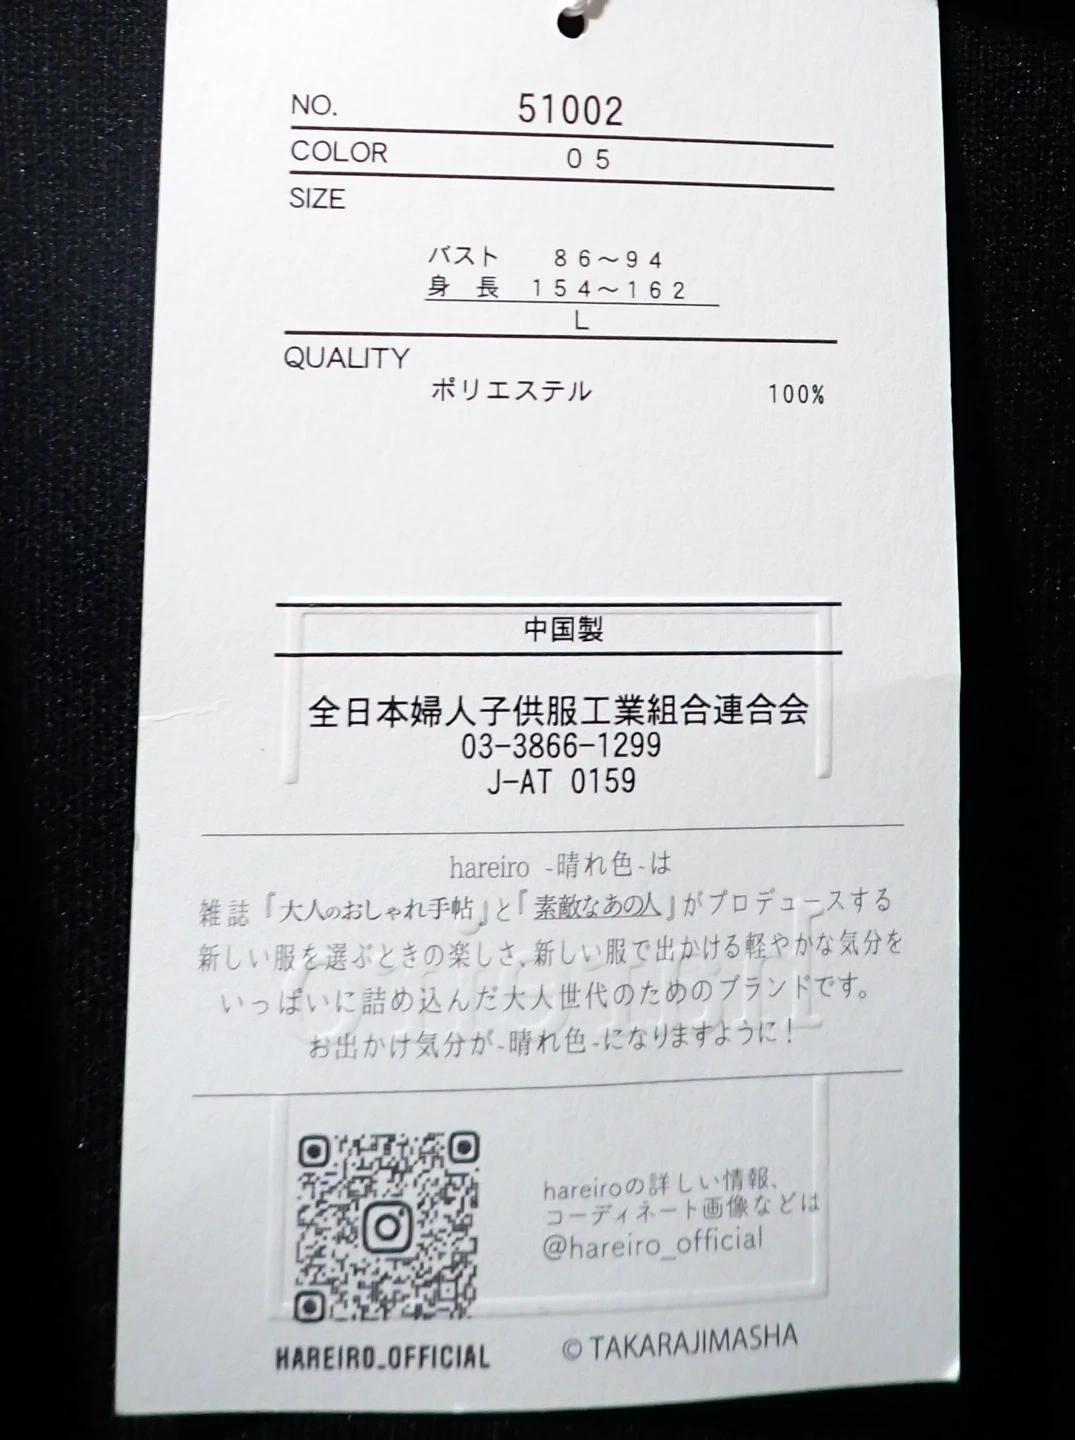 NO. 51002
COLOR 05
SIZE
バスト 86～94
身長 154～162
L
QUALITY
ポリエステル 100%
中国製
全日本婦人子供服工業組合連合会
03-3866-1299
J-AT 0159
hareiro -晴れ色-は
雑誌『大人のおしゃれ手帖』と『素敵なあの人』がプロデュースする
新しい服を選ぶときの楽しさ、新しい服で出かける軽やかな気分を
いっぱいに詰め込んだ大人世代のためのブランドです。
お出かけ気分が-晴れ色-になりますように！
hareiroの詳しい情報、
コーディネート画像などは
@hareiro_official
HAREIRO_OFFICIAL
© TAKARAJIMASHA